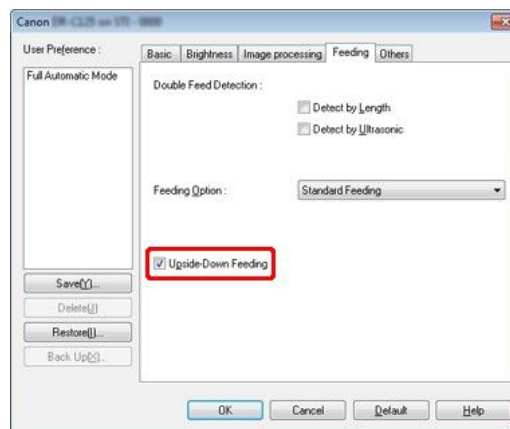 Canon
User Preference :
Full Automatic Mode
Save(Y)...
Delete(J)
Restore(I)...
Back Up(X)...
Basic Brightness Image processing Feeding Others
Double Feed Detection :
Detect by Length
Detect by Ultrasonic
Feeding Option : Standard Feeding
Upside-Down Feeding
OK Cancel Default Help